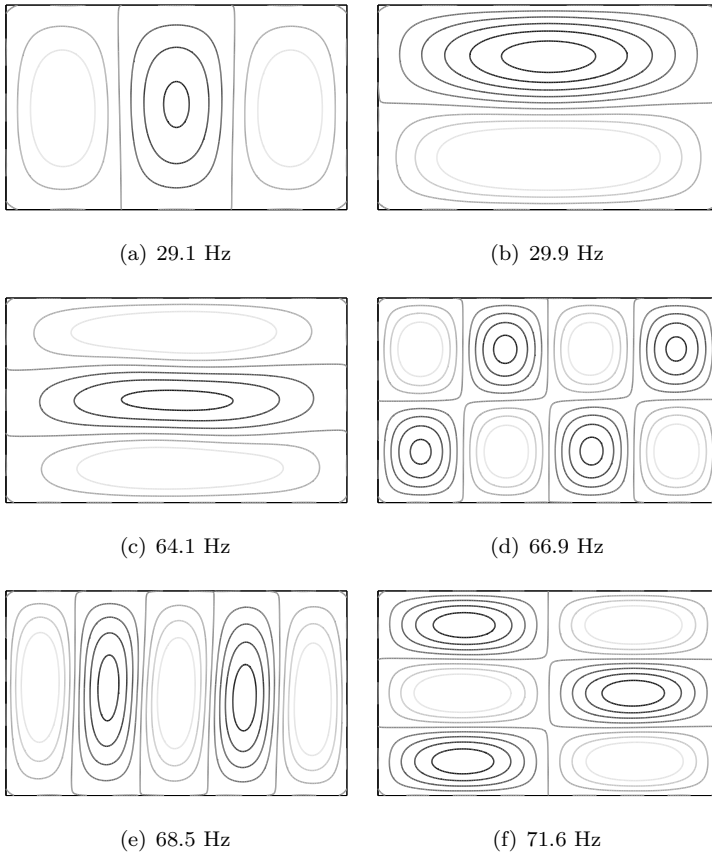 (a) 29.1 Hz
(b) 29.9 Hz
(c) 64.1 Hz
(d) 66.9 Hz
(e) 68.5 Hz
(f) 71.6 Hz